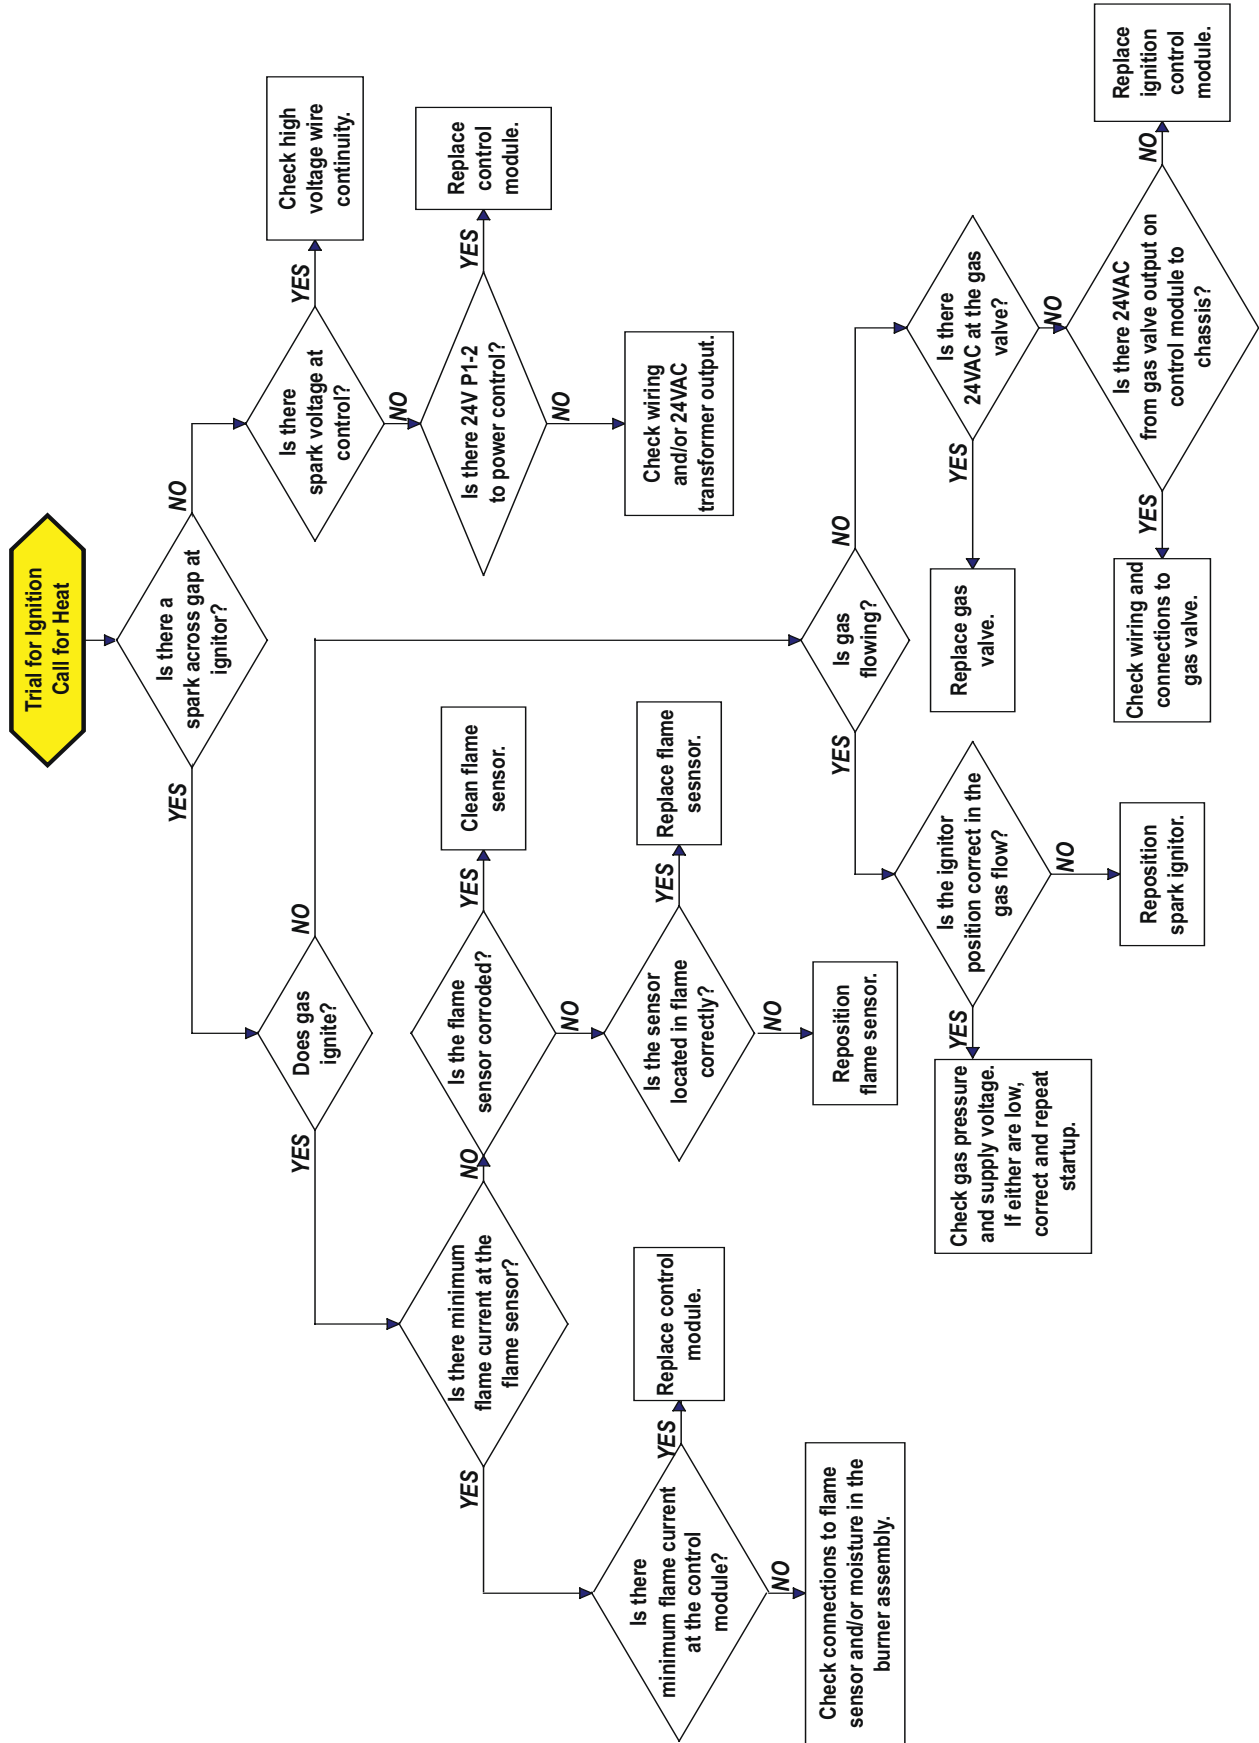 Trial for Ignition
Call for Heat
Is there a
spark across gap at
ignitor?
YES
NO
Does gas
ignite?
YES
NO
Is there
spark voltage at
control?
YES
Check high
voltage wire
continuity.
NO
Is there 24V P1-2
to power control?
YES
Replace
control
module.
NO
Check wiring
and/or 24VAC
transformer output.
Is there minimum
flame current at the
flame sensor?
YES
NO
Is the flame
sensor corroded?
YES
Clean flame
sensor.
NO
Is the sensor
located in flame
correctly?
YES
Replace flame
sesnsor.
NO
Reposition
flame sensor.
Is there
minimum flame current
at the control
module?
YES
Replace control
module.
NO
Check connections to flame
sensor and/or moisture in the
burner assembly.
Is gas
flowing?
YES
NO
Is the ignitor
position correct in the
gas flow?
YES
Check gas pressure
and supply voltage.
If either are low,
correct and repeat
startup.
NO
Reposition
spark ignitor.
Is there
24VAC at the gas
valve?
YES
Replace gas
valve.
NO
Is there 24VAC
from gas valve output on
control module to
chassis?
YES
Check wiring and
connections to
gas valve.
NO
Replace
ignition
control
module.